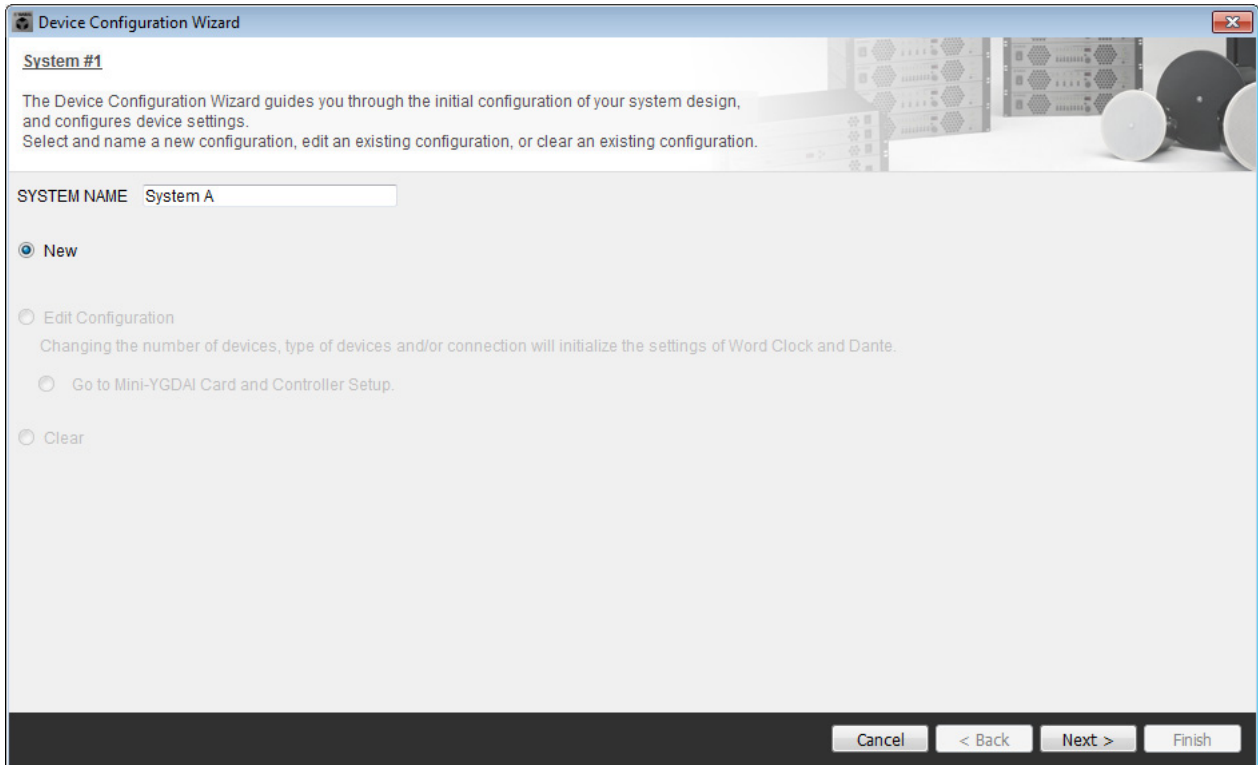 Device Configuration Wizard
System #1
The Device Configuration Wizard guides you through the initial configuration of your system design,
and configures device settings.
Select and name a new configuration, edit an existing configuration, or clear an existing configuration.
SYSTEM NAME System A
New
Edit Configuration
Changing the number of devices, type of devices and/or connection will initialize the settings of Word Clock and Dante.
Go to Mini-YGDAI Card and Controller Setup.
Clear
Cancel < Back Next > Finish